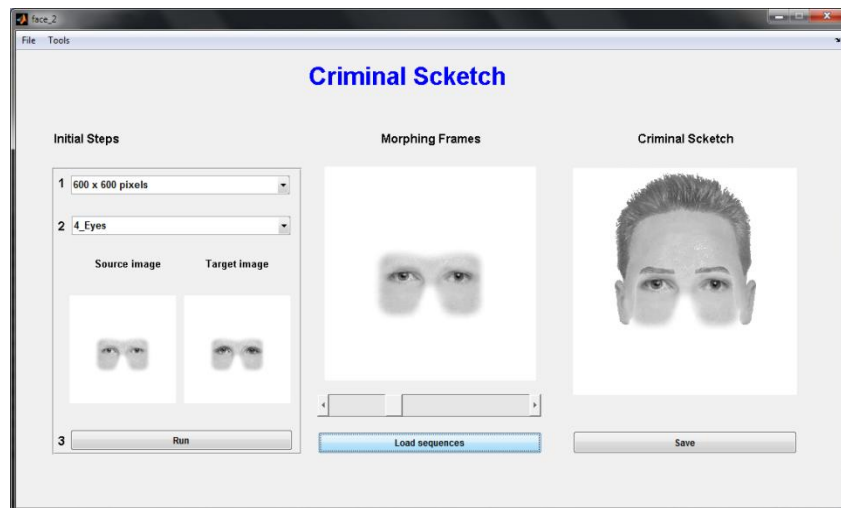 face_2
File Tools
Criminal Scketch
Initial Steps
Morphing Frames
Criminal Scketch
1 600 x 600 pixels
2 4_Eyes
Source image
Target image
3 Run
Load sequences
Save